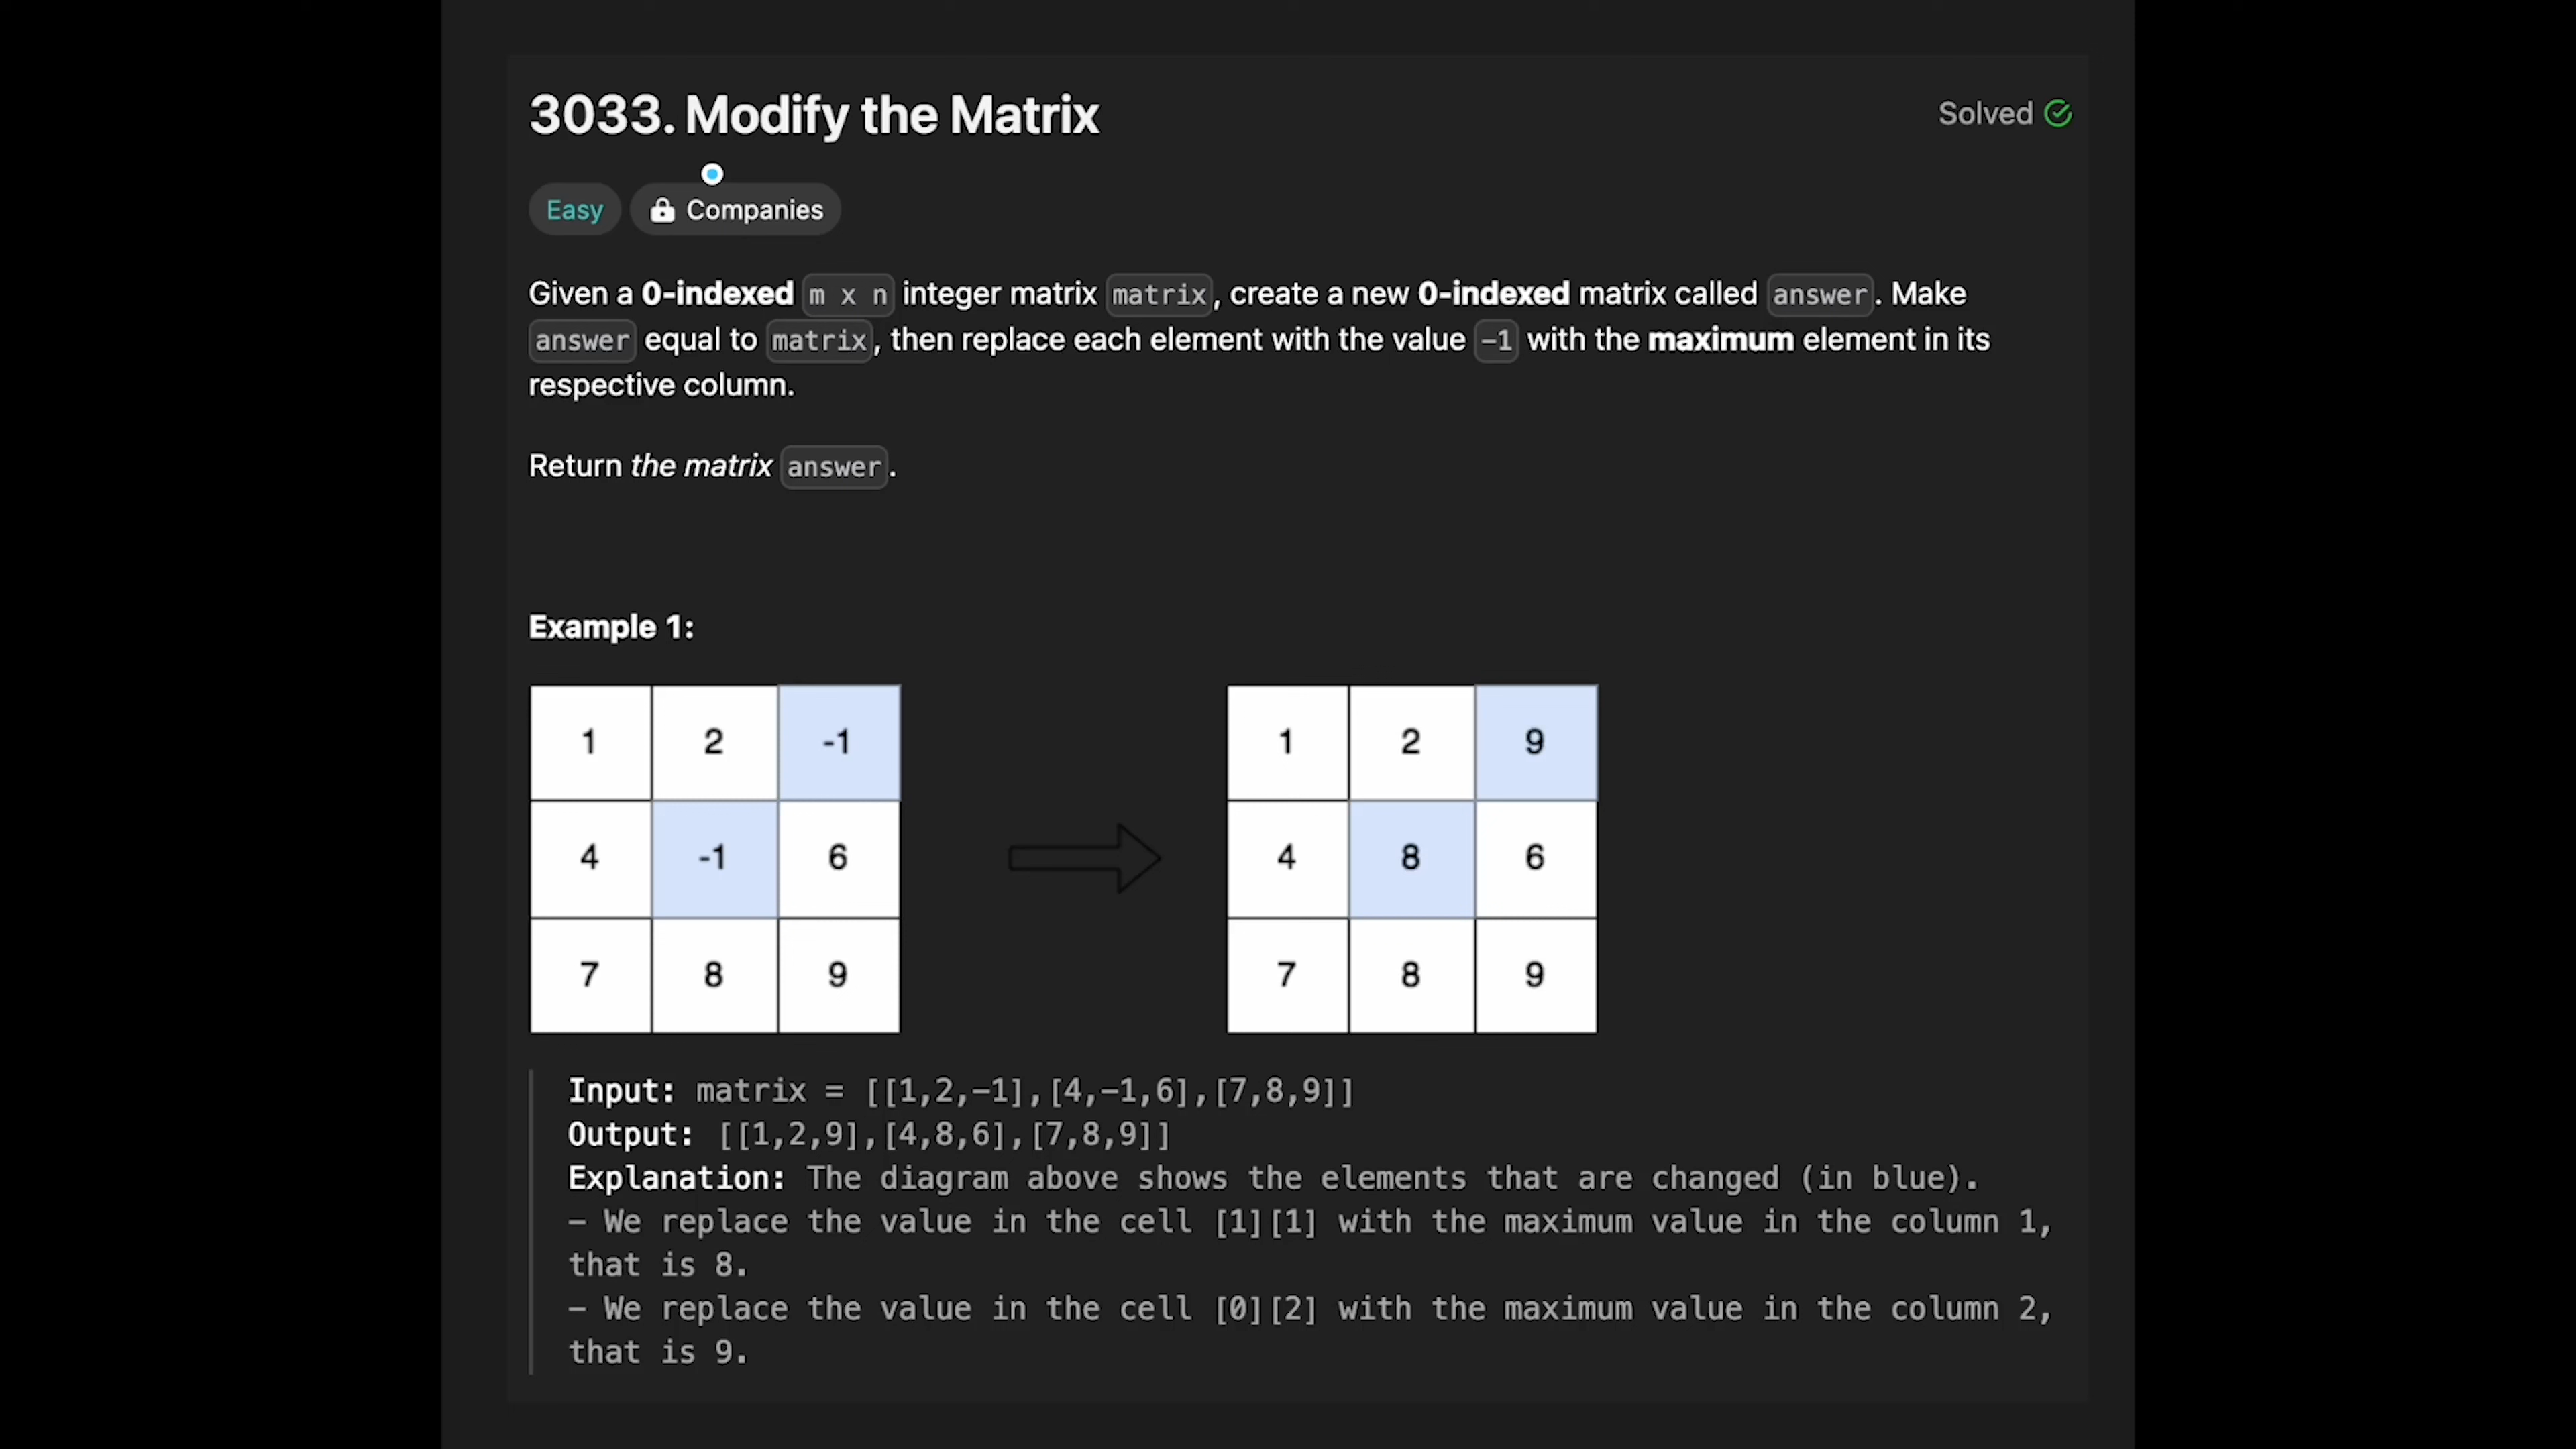 3033. Modify the Matrix
Solved
Easy
Companies
Given a 0-indexed m x n integer matrix matrix, create a new 0-indexed matrix called answer. Make
answer equal to matrix, then replace each element with the value -1 with the maximum element in its
respective column.
Return the matrix answer.
Example 1:
1 2 -1
4 -1 6
7 8 9
1 2 9
4 8 6
7 8 9
Input: matrix = [[1,2,-1],[4,-1,6],[7,8,9]]
Output: [[1,2,9],[4,8,6],[7,8,9]]
Explanation: The diagram above shows the elements that are changed (in blue).
- We replace the value in the cell [1][1] with the maximum value in the column 1,
that is 8.
- We replace the value in the cell [0][2] with the maximum value in the column 2,
that is 9.